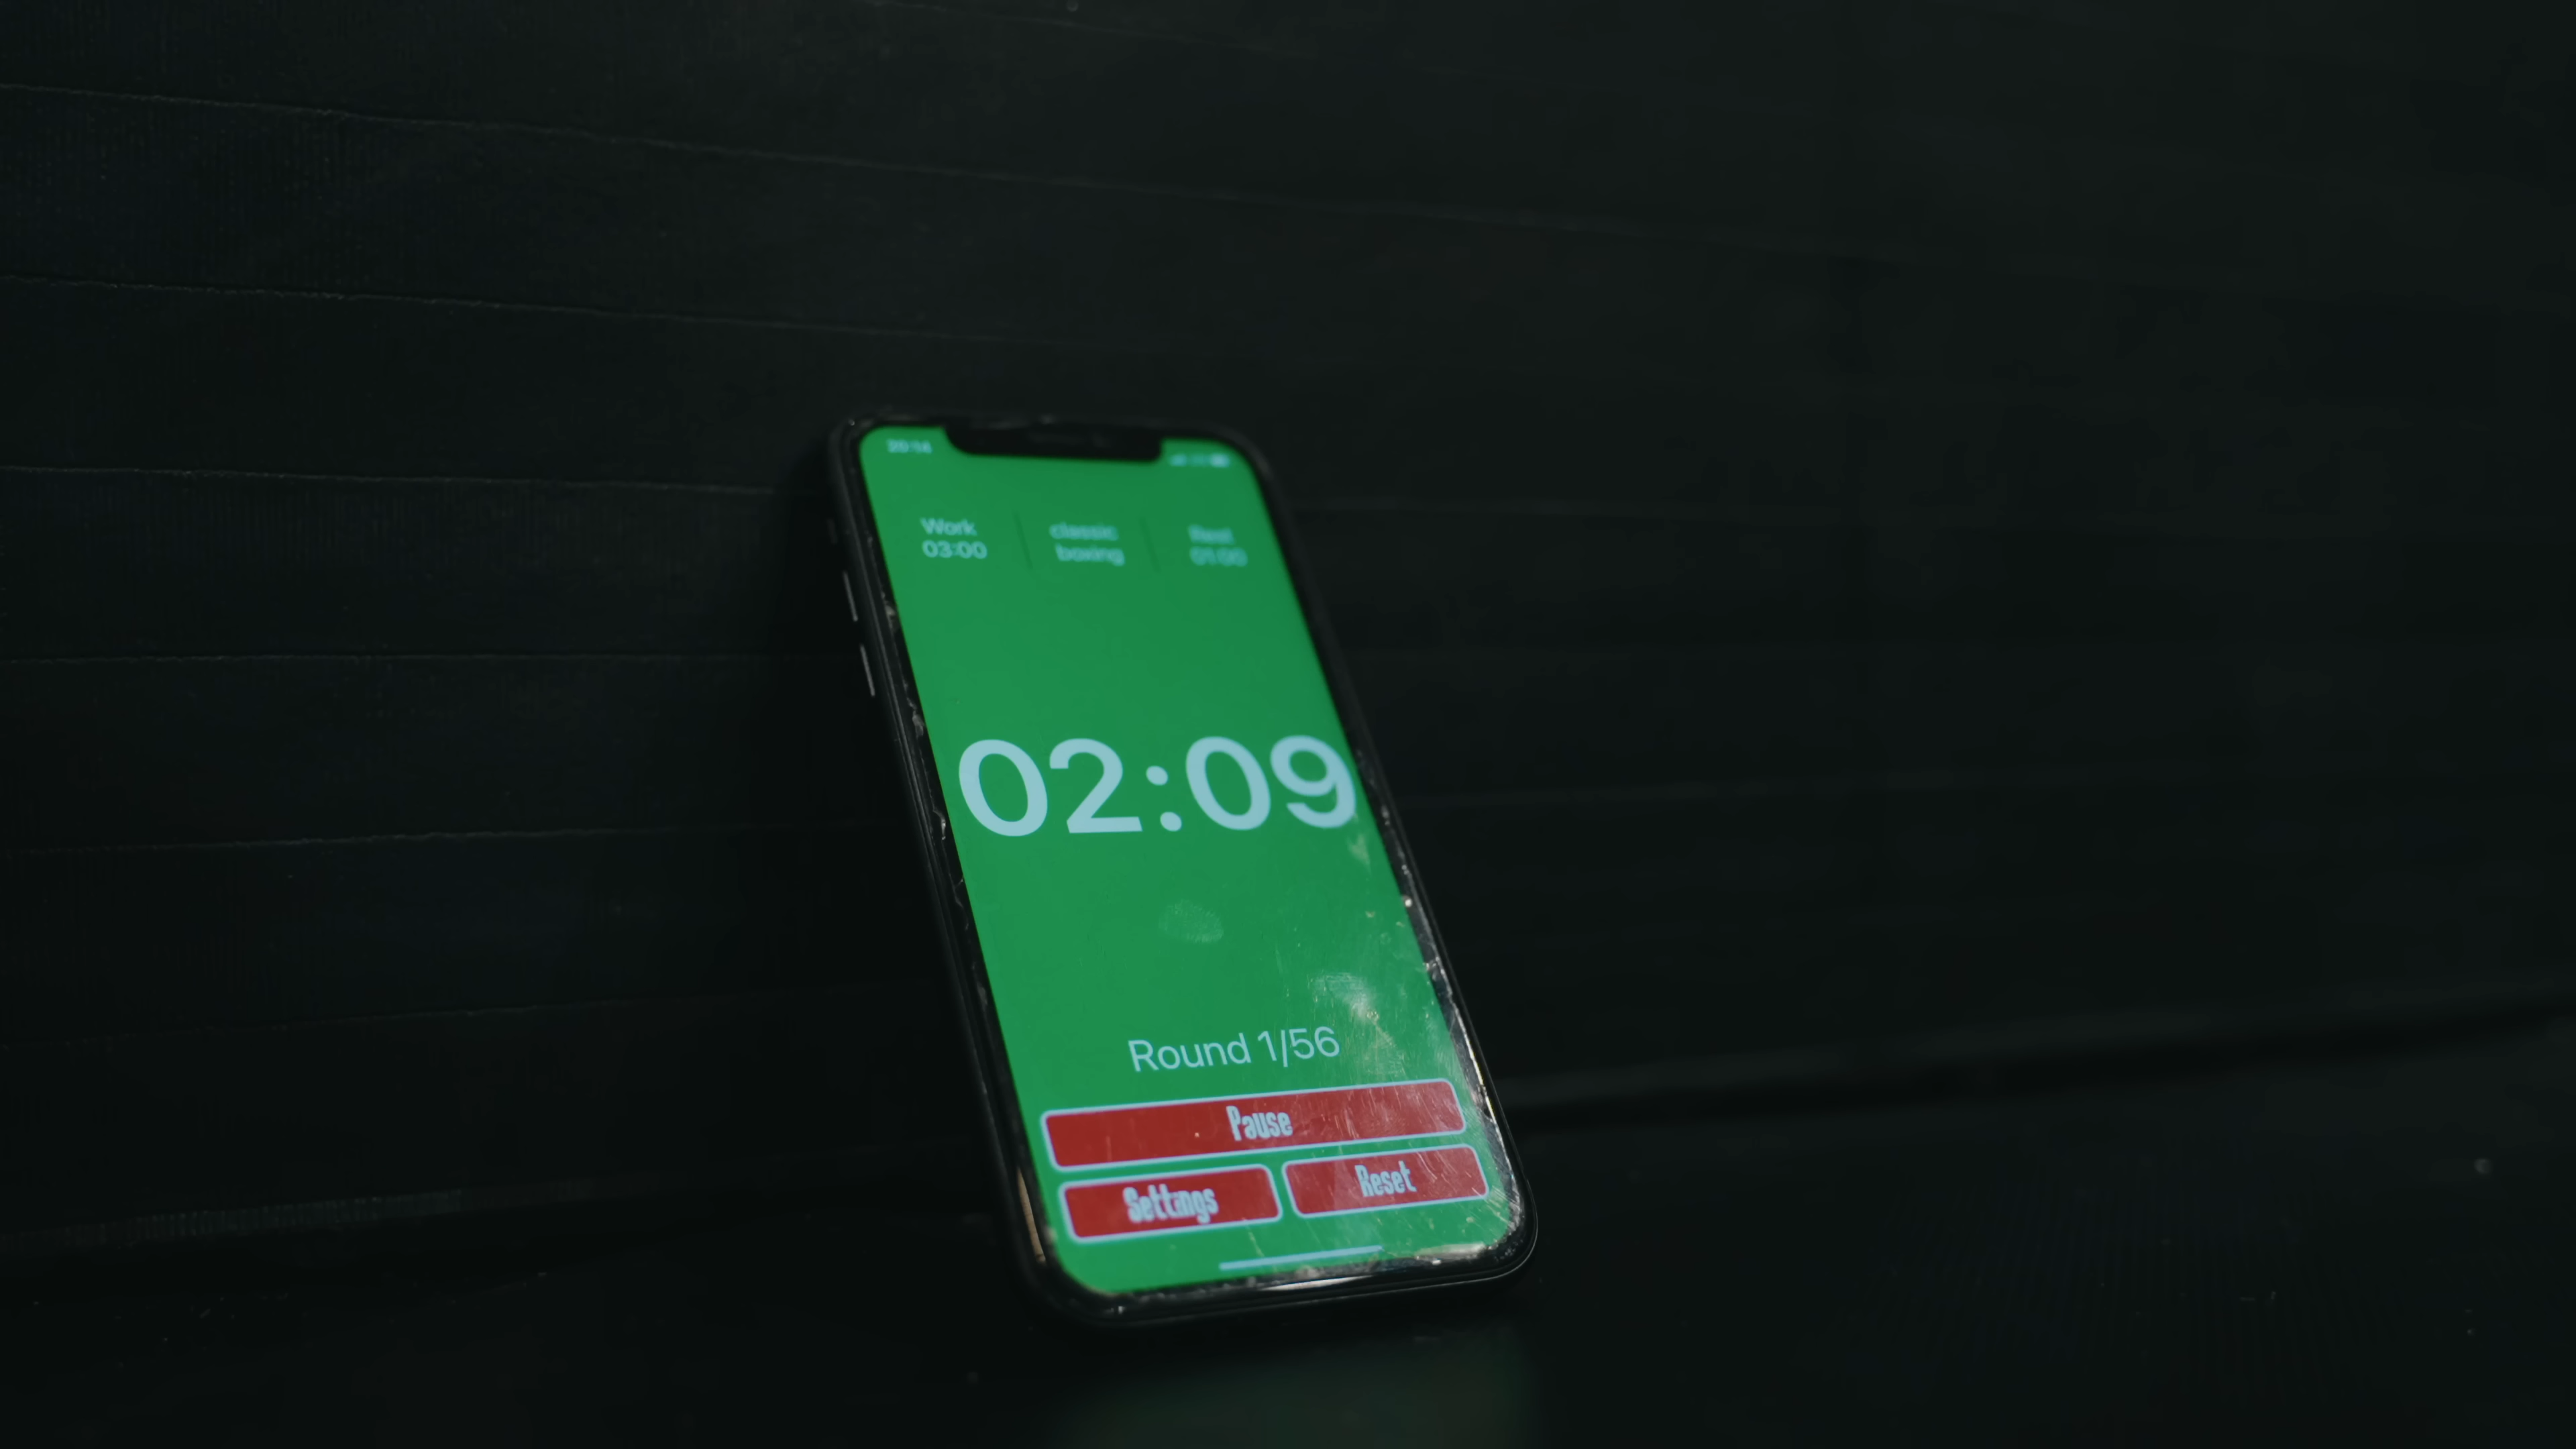 Work
03:00
classic
boxing
Rest
01:00
02:09
Round 1/56
Pause
Settings
Reset